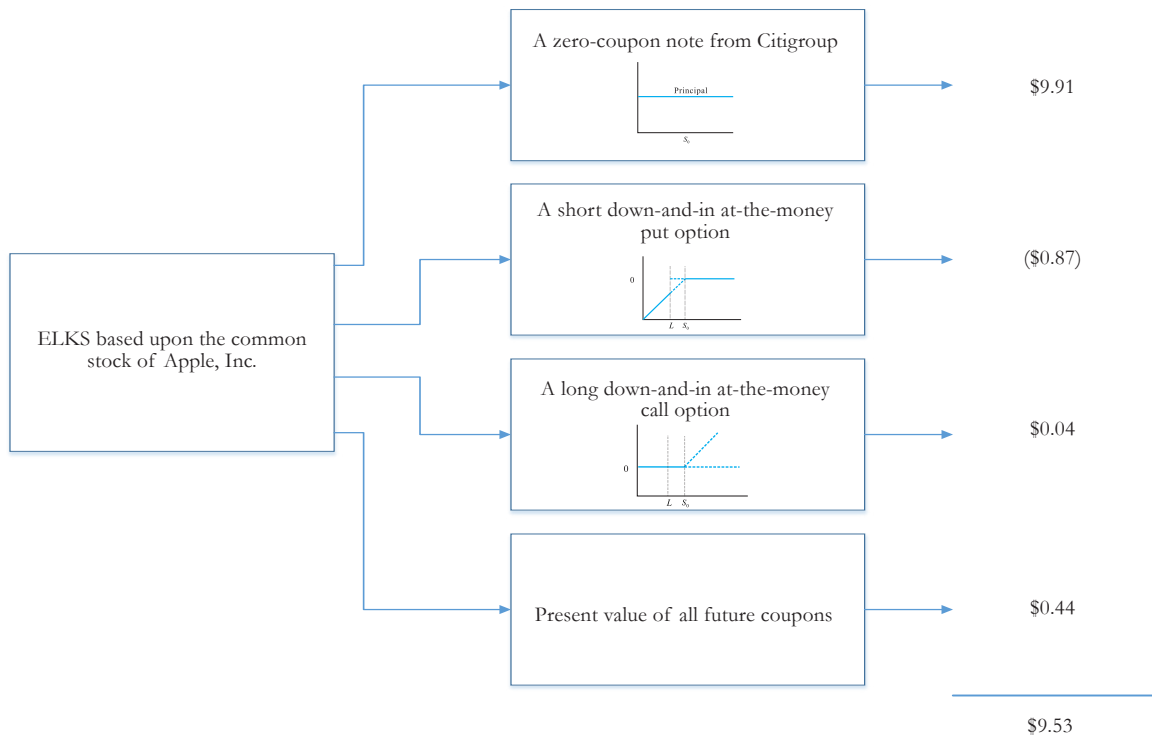 ELKS based upon the common
stock of Apple, Inc.
A zero-coupon note from Citigroup
Principal
S₀
$9.91
A short down-and-in at-the-money
put option
0
L S₀
($0.87)
A long down-and-in at-the-money
call option
0
L S₀
$0.04
Present value of all future coupons
$0.44
$9.53